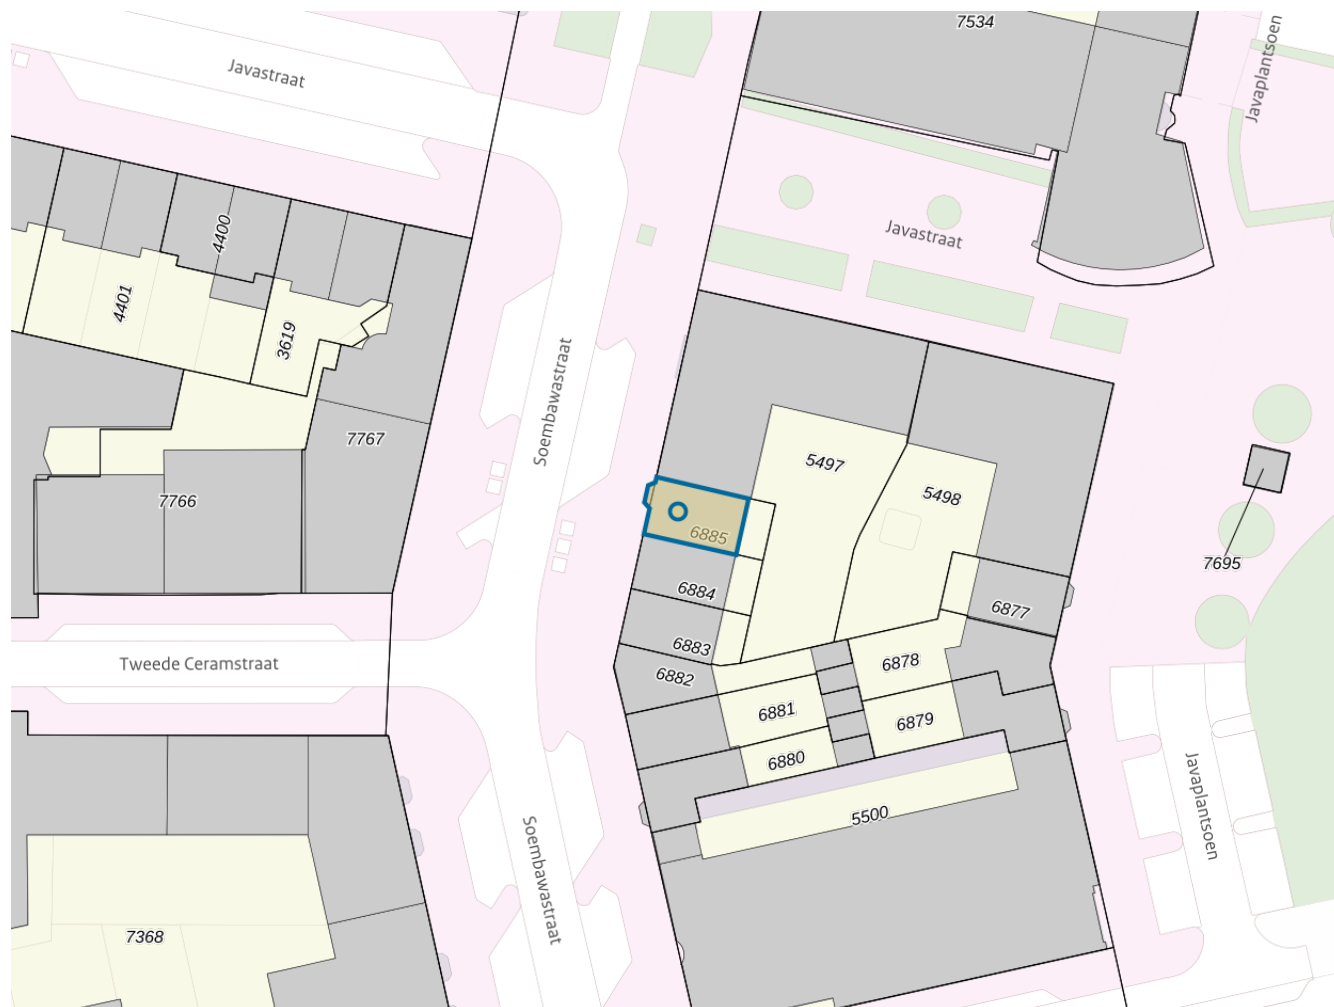 7534
Javaplantsoen
Javastraat
4400
Javastraat
4401
3619
Soembawastraat
7767
5497
5498
7766
6885
7695
6884
6877
6883
Tweede Ceramstraat
6882
6878
6881
6879
6880
Javaplantsoen
5500
Soembawastraat
7368